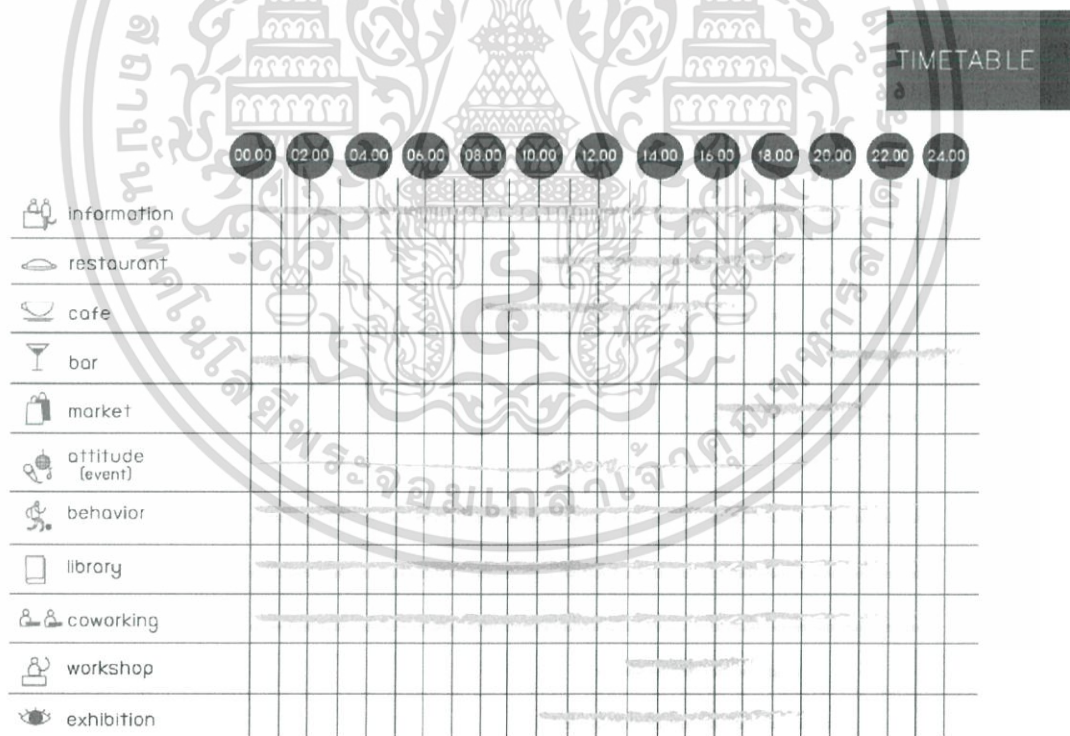 TIMETABLE
00.00 02.00 04.00 06.00 08.00 10.00 12.00 14.00 16.00 18.00 20.00 22.00 24.00
information
restaurant
cafe
bar
market
attitude
(event)
event
behavior
library
coworking
workshop
exhibition